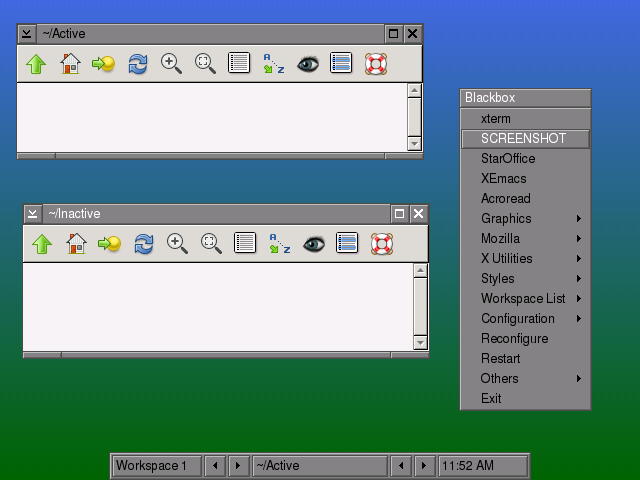 ~/Active
~/Inactive
Blackbox
xterm
SCREENSHOT
StarOffice
XEmacs
Acroread
Graphics
Mozilla
X Utilities
Styles
Workspace List
Configuration
Reconfigure
Restart
Others
Exit
Workspace 1
~/Active
11:52 AM